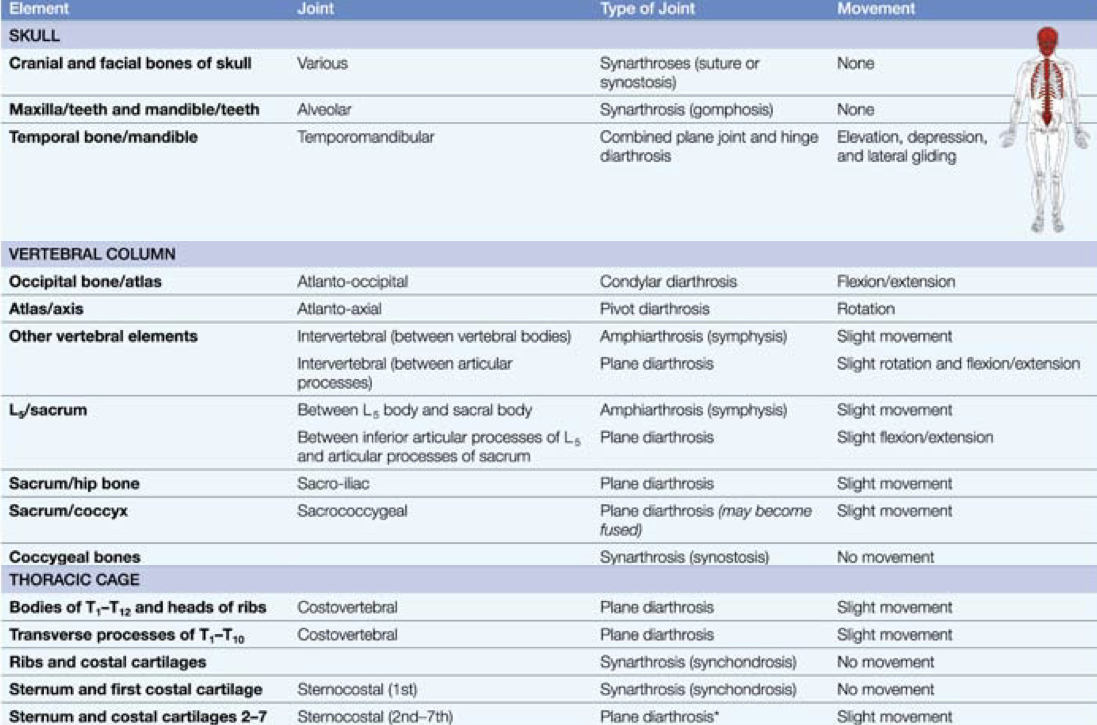 Element Joint Type of Joint Movement
SKULL
Cranial and facial bones of skull Various Synarthroses (suture or None
synostosis)
Maxilla/teeth and mandible/teeth Alveolar Synarthrosis (gomphosis) None
Temporal bone/mandible Temporomandibular Combined plane joint and hinge Elevation, depression,
diarthrosis and lateral gliding
VERTEBRAL COLUMN
Occipital bone/atlas Atlanto-occipital Condylar diarthrosis Flexion/extension
Atlas/axis Atlanto-axial Pivot diarthrosis Rotation
Other vertebral elements Intervertebral (between vertebral bodies) Amphiarthrosis (symphysis) Slight movement
Intervertebral (between articular Plane diarthrosis Slight rotation and flexion/extension
processes)
L5/sacrum Between L5 body and sacral body Amphiarthrosis (symphysis) Slight movement
Between inferior articular processes of L5 Plane diarthrosis Slight flexion/extension
and articular processes of sacrum
Sacrum/hip bone Sacro-iliac Plane diarthrosis Slight movement
Sacrum/coccyx Sacrococcygeal Plane diarthrosis (may become Slight movement
fused)
Coccygeal bones Synarthrosis (synostosis) No movement
THORACIC CAGE
Bodies of T1–T12 and heads of ribs Costovertebral Plane diarthrosis Slight movement
Transverse processes of T1–T10 Costovertebral Plane diarthrosis Slight movement
Ribs and costal cartilages Synarthrosis (synchondrosis) No movement
Sternum and first costal cartilage Sternocostal (1st) Synarthrosis (synchondrosis) No movement
Sternum and costal cartilages 2–7 Sternocostal (2nd–7th) Plane diarthrosis* Slight movement